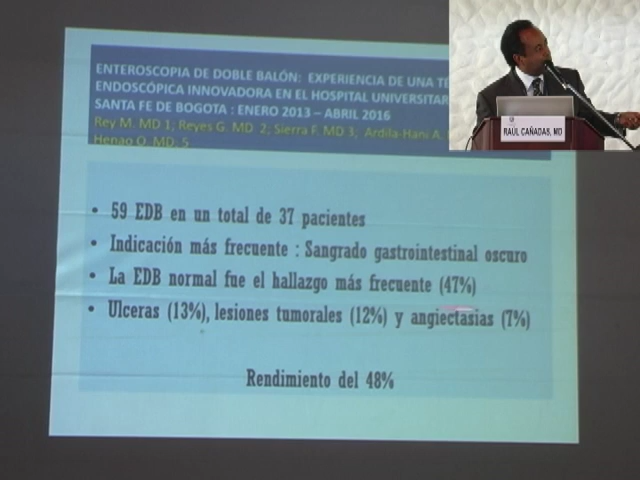 ENTEROSCOPIA DE DOBLE BALÓN: EXPERIENCIA DE UNA
ENDOSCÓPICA INNOVADORA EN EL HOSPITAL
SANTA FE DE BOGOTA : ENERO 2013 – ABRIL 2016
Rey M. MD 1; Reyes G. MD 2; Sierra F. MD 3; Ardila-Hani A.
Henao O. MD. 5
• 59 EDB en un total de 37 pacientes
• Indicación más frecuente : Sangrado gastrointestinal oscuro
• La EDB normal fue el hallazgo más frecuente (47%)
• Ulceras (13%), lesiones tumorales (12%) y angiectasias (7%)
Rendimiento del 48%
RAÚL CAÑADAS, MD